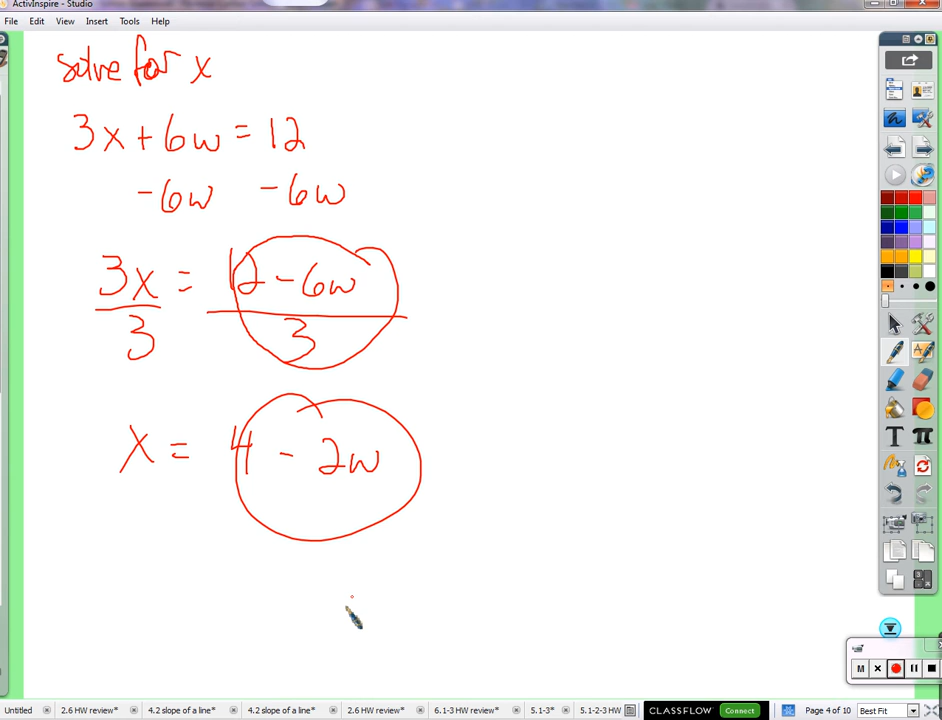 ActivInspire - Studio
File Edit View Insert Tools Help
solve for x
3x + 6w = 12
-6w -6w
3x = 12 - 6w
3 3
x = 4 - 2w
M
Untitled 2.6 HW review* 4.2 slope of a line* 4.2 slope of a line* 2.6 HW review* 6.1-3 HW review* 5.1-3* 5.1-2-3 HW CLASSFLOW Connect Page 4 of 10 Best Fit